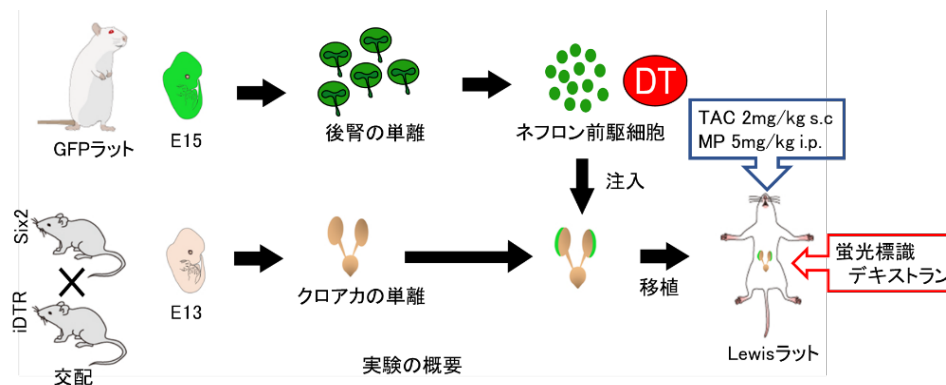 GFPラット
E15
後腎の単離
ネフロン前駆細胞
DT
TAC 2mg/kg s.c
MP 5mg/kg i.p.
注入
Six2
iDTR
交配
E13
クロアカの単離
移植
蛍光標識
デキストラン
Lewisラット
実験の概要